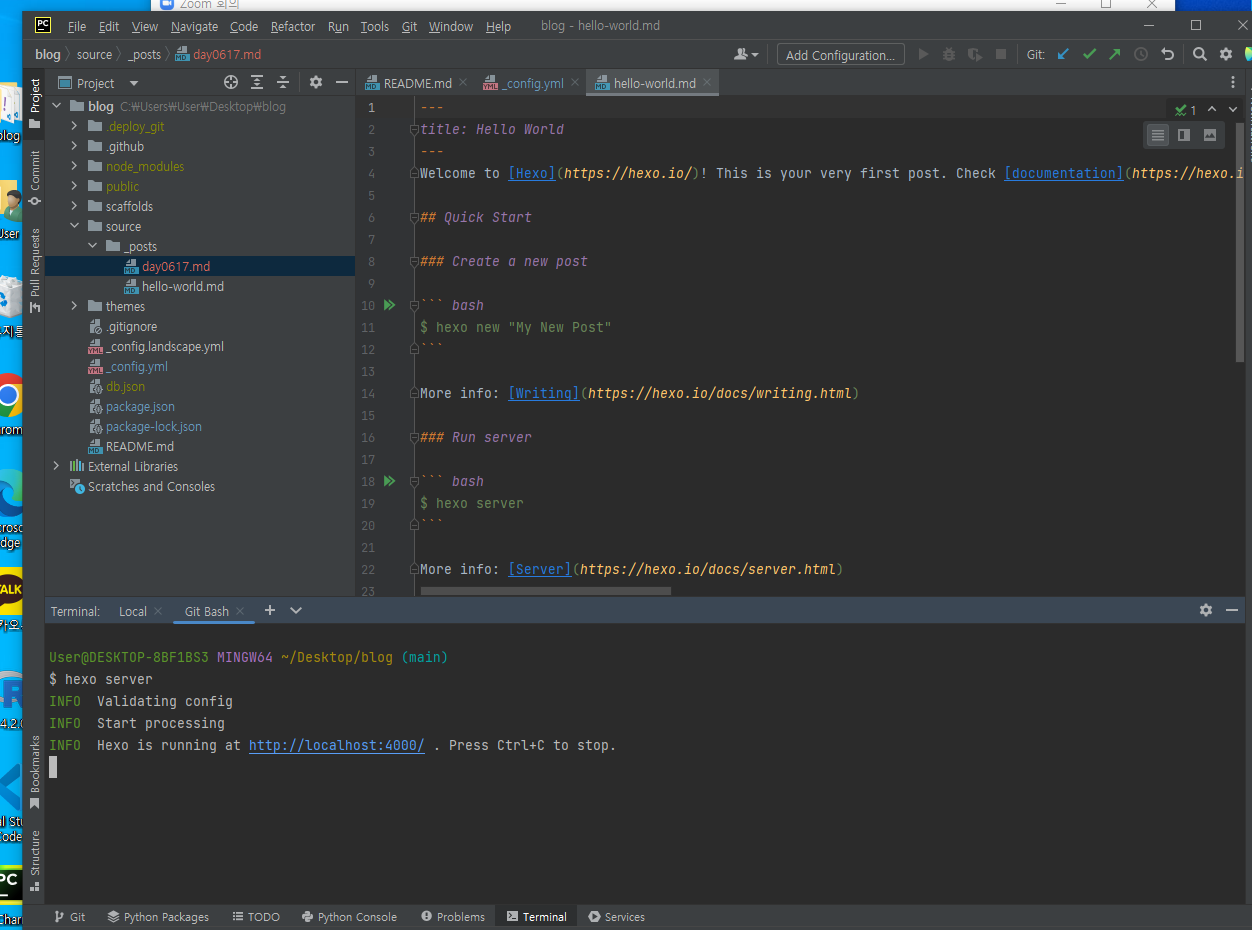 Zoom 회의
PC File Edit View Navigate Code Refactor Run Tools Git Window Help blog - hello-world.md
blog source _posts day0617.md Add Configuration... Git:
Project README.md _config.yml hello-world.md
Project
Commit
Pull Requests
Bookmarks
Structure
blog C:₩Users₩User₩Desktop₩blog
.deploy_git
.github
node_modules
public
scaffolds
source
_posts
day0617.md
hello-world.md
themes
.gitignore
_config.landscape.yml
_config.yml
db.json
package.json
package-lock.json
README.md
External Libraries
Scratches and Consoles
1 ---
2 title: Hello World
3 ---
4 Welcome to [Hexo](https://hexo.io/)! This is your very first post. Check [documentation](https://hexo.i
5
6 ## Quick Start
7
8 ### Create a new post
9
10 ``` bash
11 $ hexo new "My New Post"
12 ```
13
14 More info: [Writing](https://hexo.io/docs/writing.html)
15
16 ### Run server
17
18 ``` bash
19 $ hexo server
20 ```
21
22 More info: [Server](https://hexo.io/docs/server.html)
23
1
Terminal: Local Git Bash
User@DESKTOP-8BF1BS3 MINGW64 ~/Desktop/blog (main)
$ hexo server
INFO Validating config
INFO Start processing
INFO Hexo is running at http://localhost:4000/ . Press Ctrl+C to stop.
Git Python Packages TODO Python Console Problems Terminal Services
blog
User
지통
rom
crosc
dge
TALK
카오
R
4.2.0
al Stu
Code
PC
Char